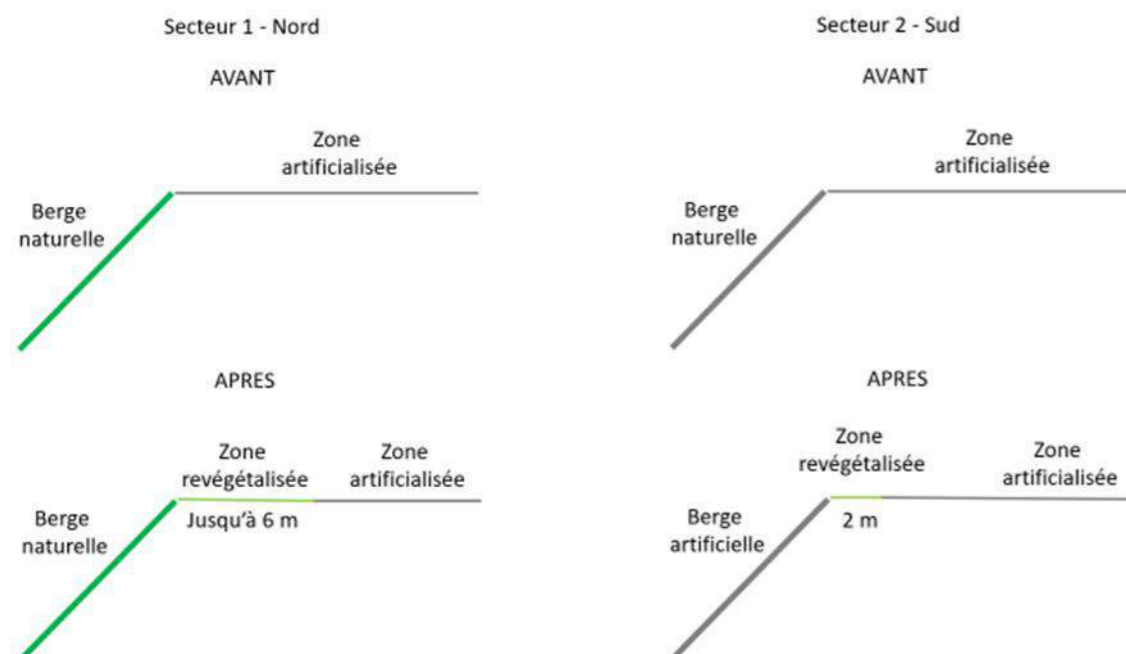 Secteur 1 - Nord
AVANT
Zone
artificialisée
Berge
naturelle
APRES
Zone
revégétalisée
Zone
artificialisée
Jusqu'à 6 m
Berge
naturelle
Secteur 2 - Sud
AVANT
Zone
artificialisée
Berge
naturelle
APRES
Zone
revégétalisée
Zone
artificialisée
2 m
Berge
artificielle